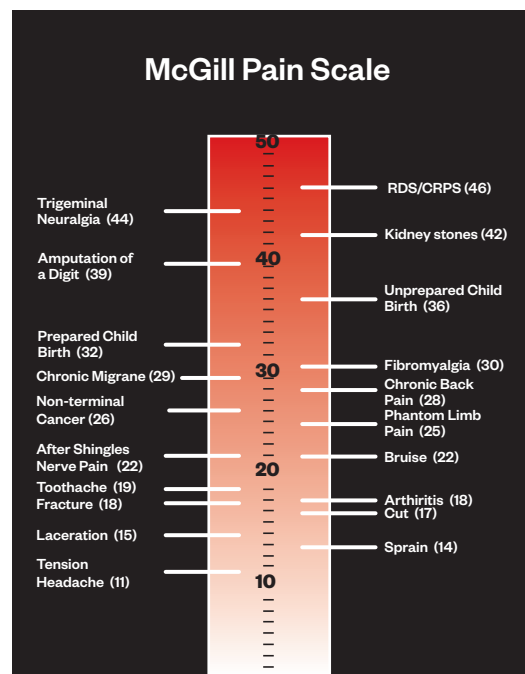 McGill Pain Scale
50
RDS/CRPS (46)
Trigeminal
Neuralgia (44)
Kidney stones (42)
40
Amputation of
a Digit (39)
Unprepared Child
Birth (36)
Prepared Child
Birth (32)
30
Fibromyalgia (30)
Chronic Migrane (29)
Chronic Back
Pain (28)
Non-terminal
Cancer (26)
Phantom Limb
Pain (25)
After Shingles
Nerve Pain (22)
Bruise (22)
20
Toothache (19)
Fracture (18)
Arthiritis (18)
Cut (17)
Laceration (15)
Sprain (14)
Tension
Headache (11)
10